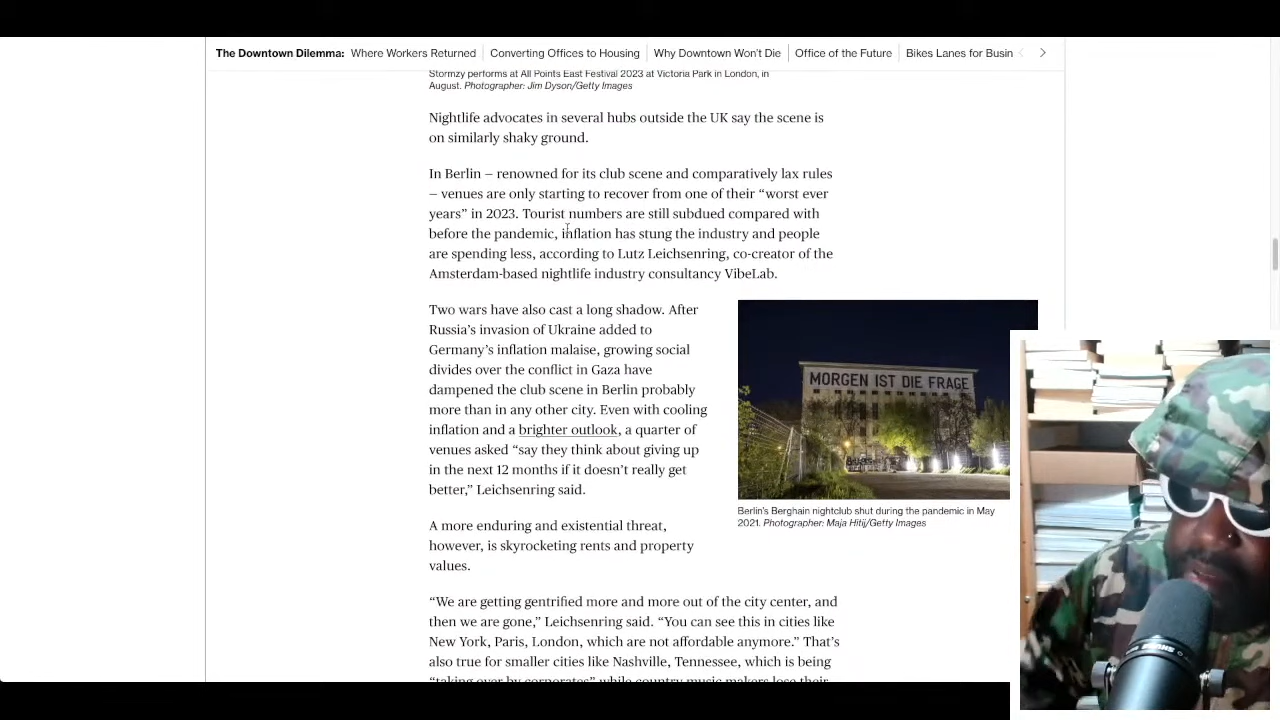 The Downtown Dilemma: Where Workers Returned Converting Offices to Housing Why Downtown Won't Die Office of the Future Bikes Lanes for Busin
Stormzy performs at All Points East Festival 2023 at Victoria Park in London, in
August. Photographer: Jim Dyson/Getty Images
Nightlife advocates in several hubs outside the UK say the scene is
on similarly shaky ground.
In Berlin — renowned for its club scene and comparatively lax rules
— venues are only starting to recover from one of their “worst ever
years” in 2023. Tourist numbers are still subdued compared with
before the pandemic, inflation has stung the industry and people
are spending less, according to Lutz Leichsenring, co-creator of the
Amsterdam-based nightlife industry consultancy VibeLab.
Two wars have also cast a long shadow. After
Russia’s invasion of Ukraine added to
Germany’s inflation malaise, growing social
divides over the conflict in Gaza have
dampened the club scene in Berlin probably
more than in any other city. Even with cooling
inflation and a brighter outlook, a quarter of
venues asked “say they think about giving up
in the next 12 months if it doesn’t really get
better,” Leichsenring said.
MORGEN IST DIE FRAGE
Berlin’s Berghain nightclub shut during the pandemic in May
2021. Photographer: Maja Hitij/Getty Images
A more enduring and existential threat,
however, is skyrocketing rents and property
values.
“We are getting gentrified more and more out of the city center, and
then we are gone,” Leichsenring said. “You can see this in cities like
New York, Paris, London, which are not affordable anymore.” That’s
also true for smaller cities like Nashville, Tennessee, which is being
“taking over by corporates” while country music makers lose their